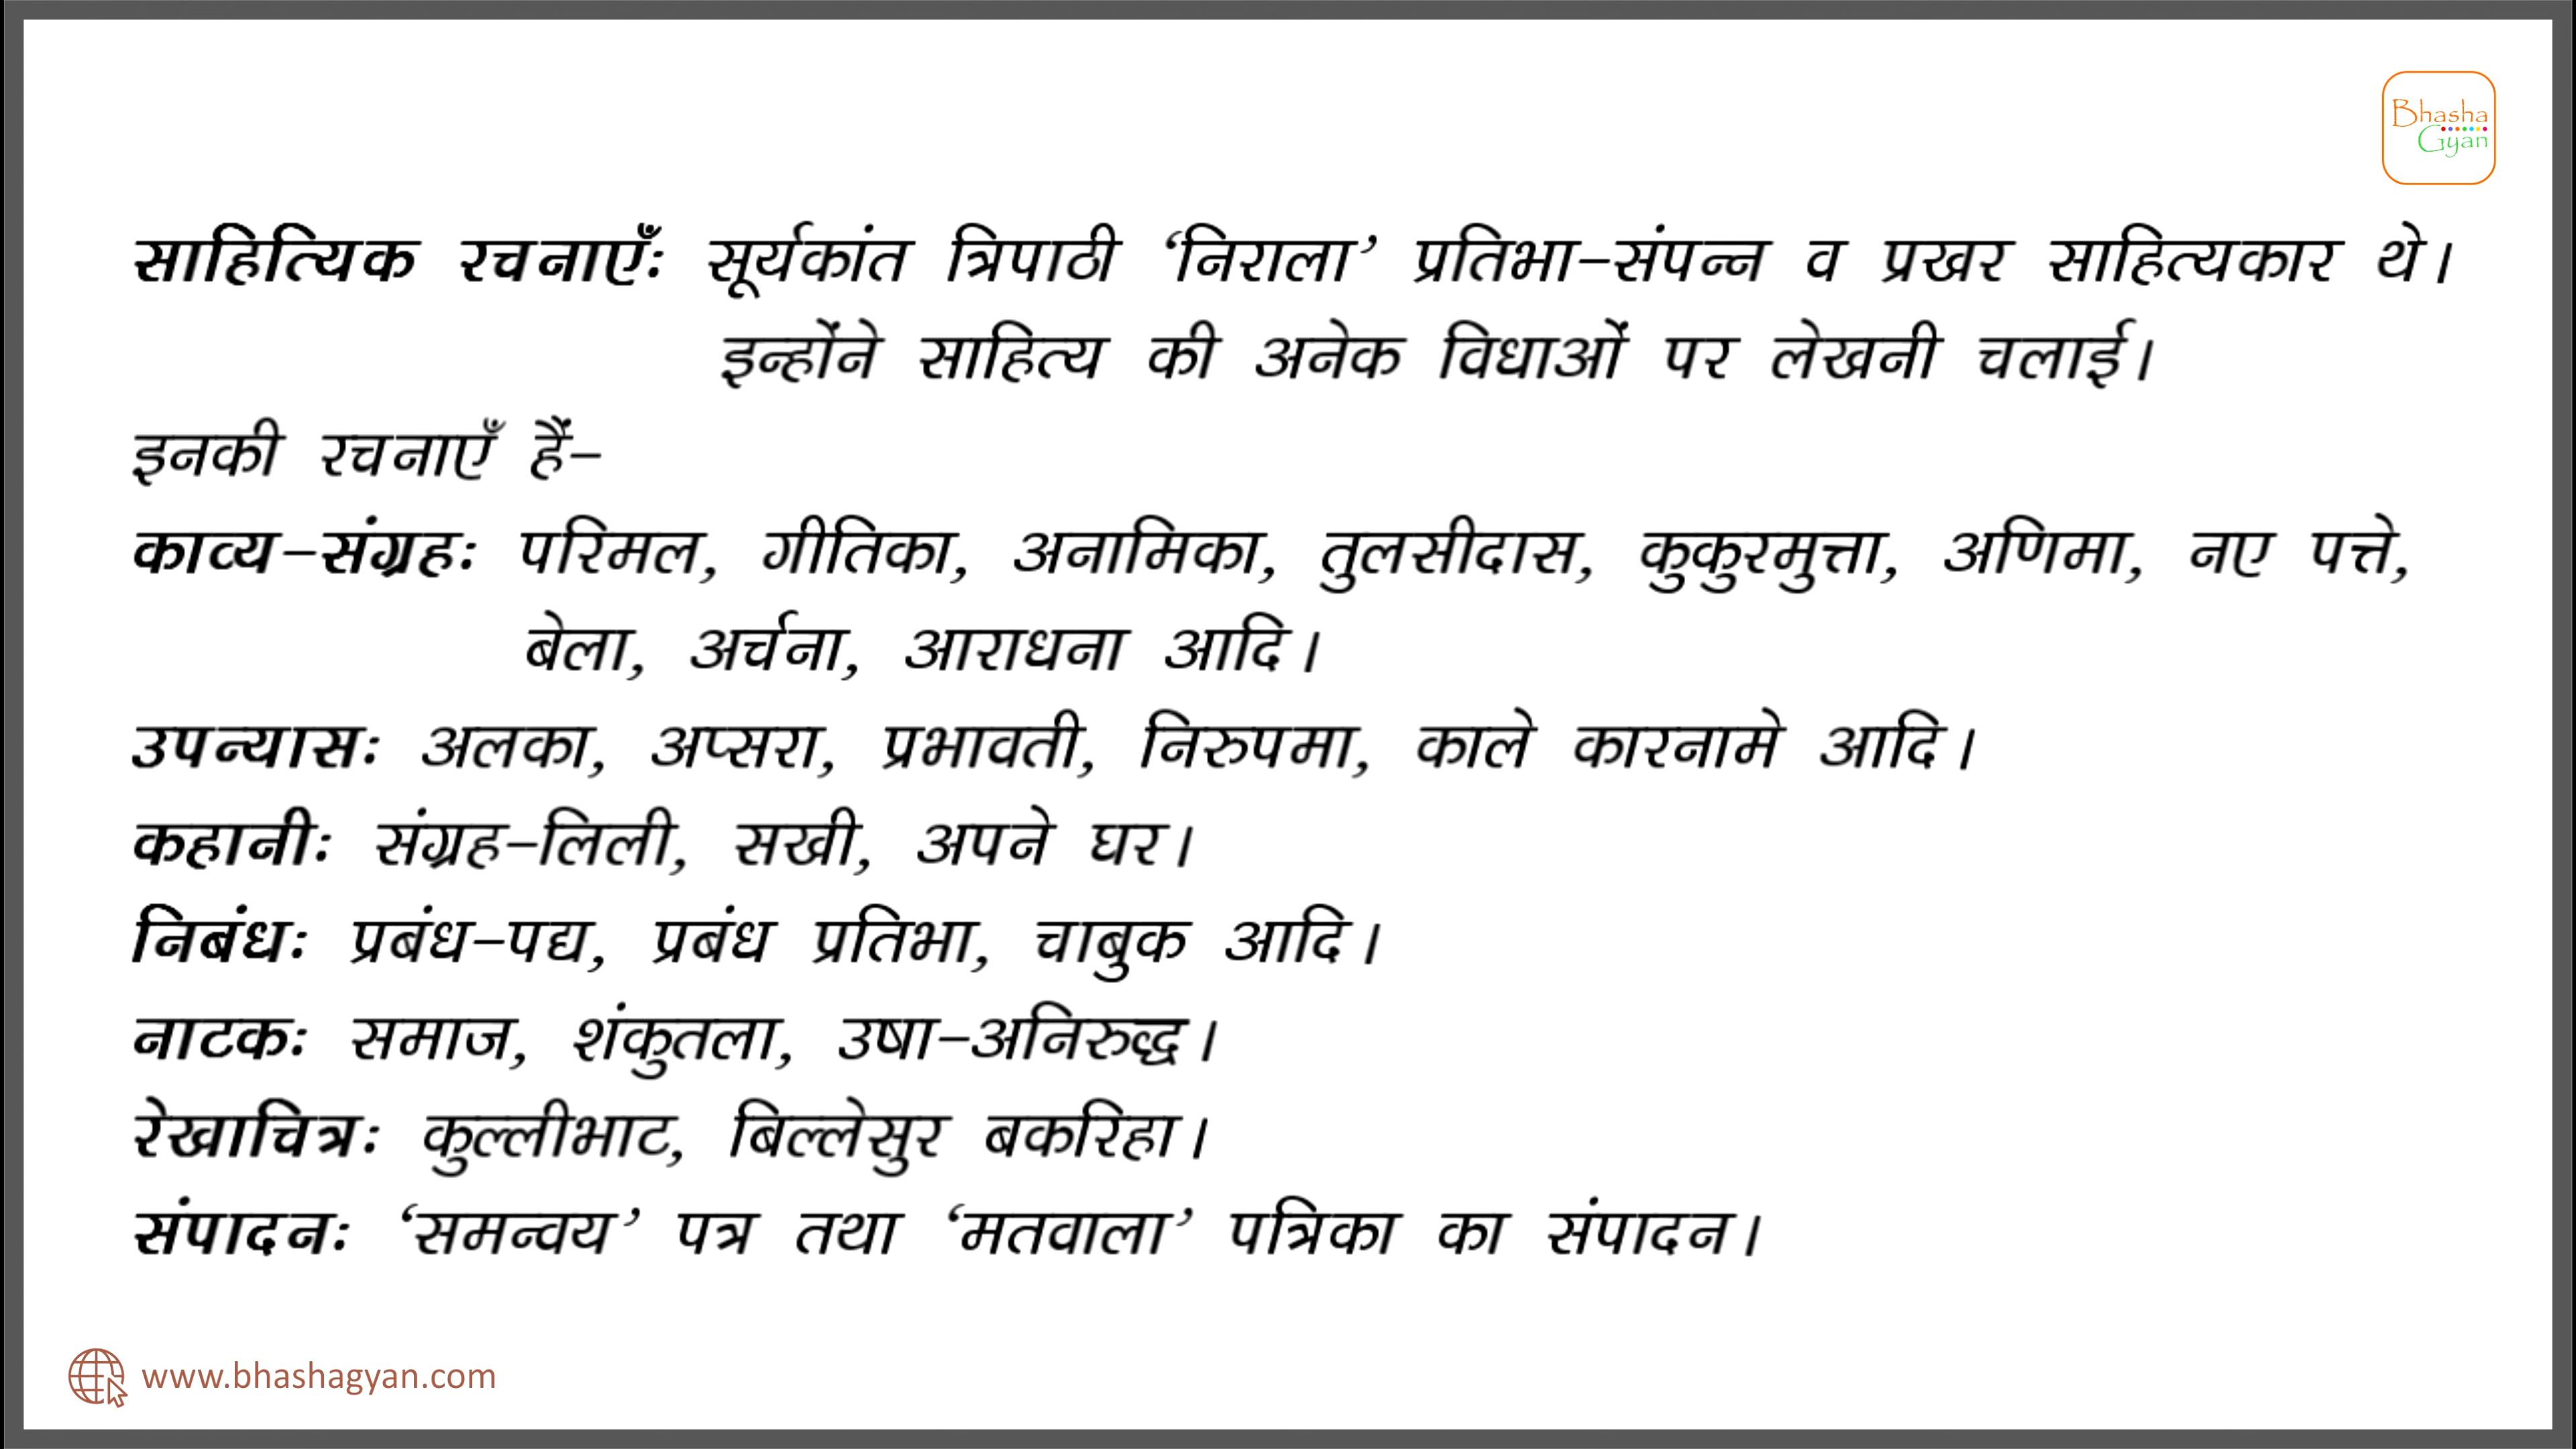 Bhasha
Gyan
साहित्यिक रचनाएँः सूर्यकांत त्रिपाठी ‘निराला’ प्रतिभा-संपन्न व प्रखर साहित्यकार थे।
इन्होंने साहित्य की अनेक विधाओं पर लेखनी चलाई।
इनकी रचनाएँ हैं-
काव्य-संग्रहः परिमल, गीतिका, अनामिका, तुलसीदास, कुकुरमुत्ता, अणिमा, नए पत्ते,
बेला, अर्चना, आराधना आदि।
उपन्यासः अलका, अप्सरा, प्रभावती, निरुपमा, काले कारनामे आदि।
कहानीः संग्रह-लिली, सखी, अपने घर।
निबंधः प्रबंध-पद्य, प्रबंध प्रतिभा, चाबुक आदि।
नाटकः समाज, शंकुतला, उषा-अनिरुद्ध।
रेखाचित्रः कुल्लीभाट, बिल्लेसुर बकरिहा।
संपादनः ‘समन्वय’ पत्र तथा ‘मतवाला’ पत्रिका का संपादन।
www.bhashagyan.com